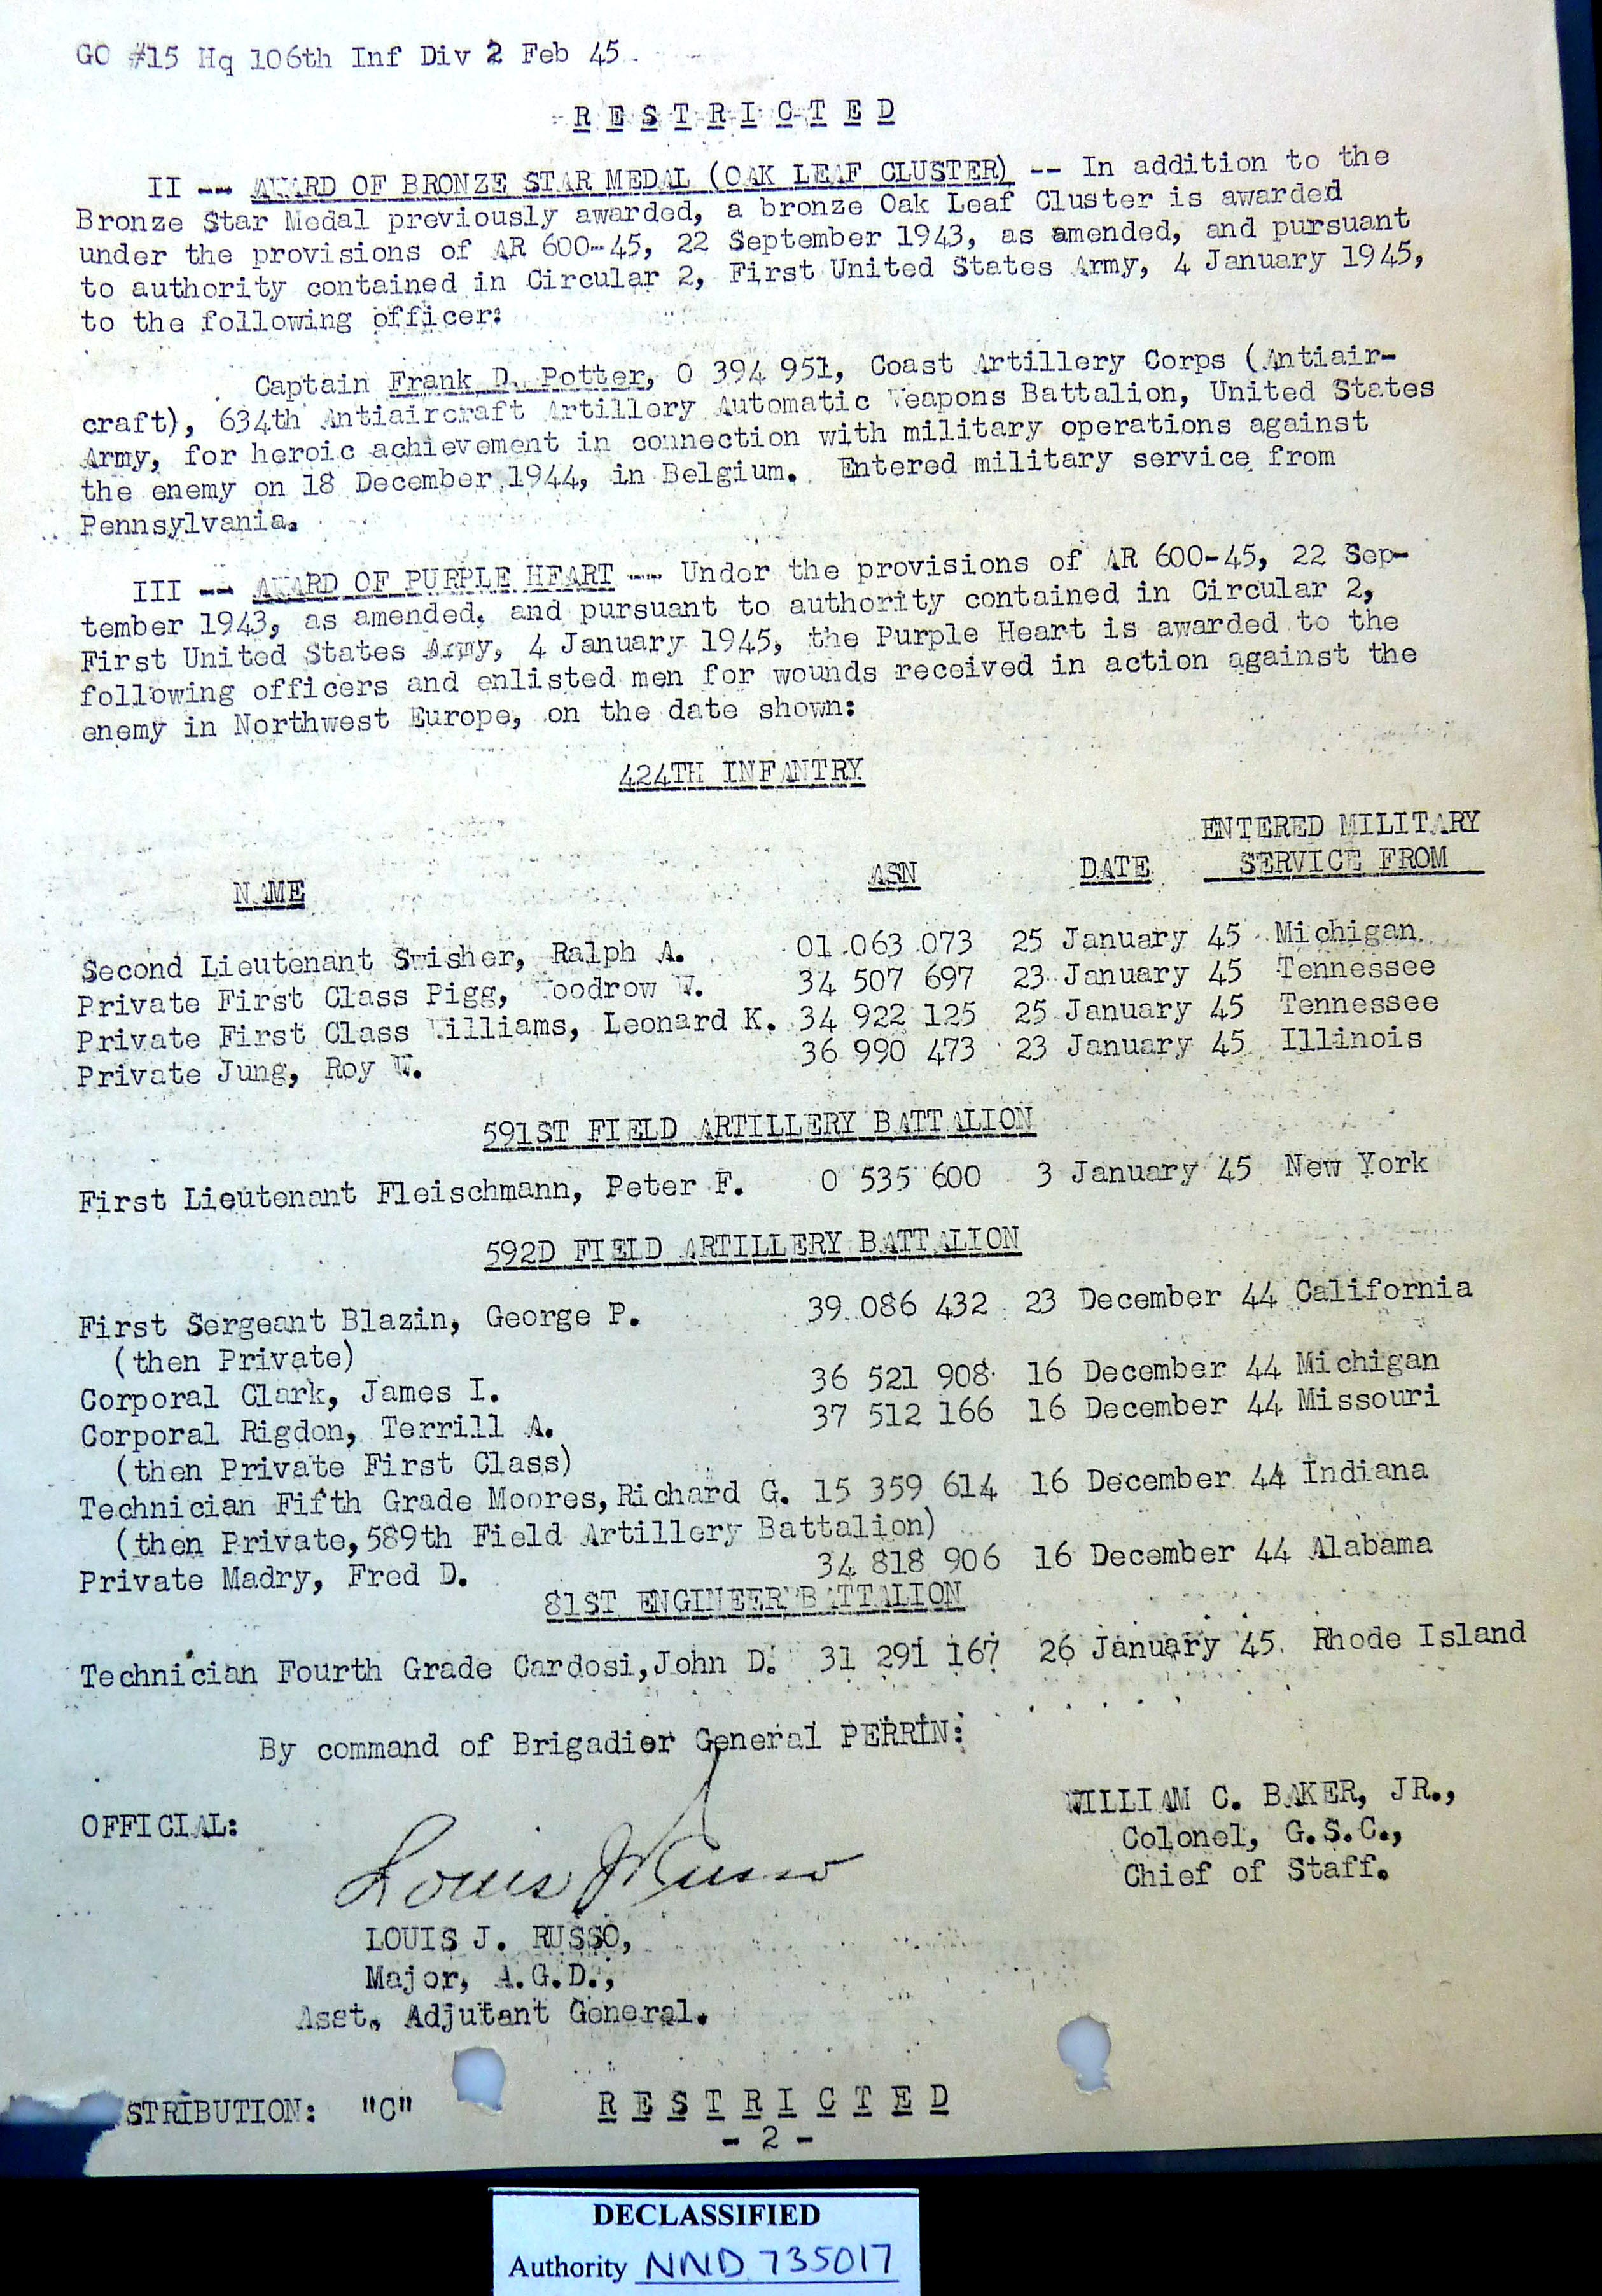 GO #15 Hq 106th Inf Div 2 Feb 45
R E S T R I C T E D
II -- AWARD OF BRONZE STAR MEDAL (OAK LEAF CLUSTER) -- In addition to the
Bronze Star Medal previously awarded, a bronze Oak Leaf Cluster is awarded
under the provisions of AR 600-45, 22 September 1943, as amended, and pursuant
to authority contained in Circular 2, First United States Army, 4 January 1945,
to the following officer:
Captain Frank D. Potter, O 394 951, Coast Artillery Corps (Antiair-
craft), 634th Antiaircraft Artillery Automatic Weapons Battalion, United States
Army, for heroic achievement in connection with military operations against
the enemy on 18 December 1944, in Belgium. Entered military service from
Pennsylvania.
III -- AWARD OF PURPLE HEART -- Under the provisions of AR 600-45, 22 Sep-
tember 1943, as amended, and pursuant to authority contained in Circular 2,
First United States Army, 4 January 1945, the Purple Heart is awarded to the
following officers and enlisted men for wounds received in action against the
enemy in Northwest Europe, on the date shown:
424TH INFANTRY
ENTERED MILITARY
NAME ASN DATE SERVICE FROM
Second Lieutenant Swisher, Ralph A. 01 063 073 25 January 45 Michigan
Private First Class Pigg, Woodrow W. 34 507 697 23 January 45 Tennessee
Private First Class Williams, Leonard K. 34 922 125 25 January 45 Tennessee
Private Jung, Roy W. 36 990 473 23 January 45 Illinois
591ST FIELD ARTILLERY BATTALION
First Lieutenant Fleischmann, Peter F. O 535 600 3 January 45 New York
592D FIELD ARTILLERY BATTALION
First Sergeant Blazin, George P. 39 086 432 23 December 44 California
(then Private)
Corporal Clark, James I. 36 521 908 16 December 44 Michigan
Corporal Rigdon, Terrill A. 37 512 166 16 December 44 Missouri
(then Private First Class)
Technician Fifth Grade Moores, Richard G. 15 359 614 16 December 44 Indiana
(then Private, 589th Field Artillery Battalion)
Private Madry, Fred D. 34 818 906 16 December 44 Alabama
81ST ENGINEER BATTALION
Technician Fourth Grade Cardosi, John D. 31 291 167 26 January 45 Rhode Island
By command of Brigadier General PERRIN:
WILLIAM C. BAKER, JR.,
OFFICIAL:
Colonel, G.S.C.,
Chief of Staff.
Louis J Russo
LOUIS J. RUSSO,
Major, A.G.D.,
Asst. Adjutant General.
STRIBUTION: "C"
R E S T R I C T E D
- 2 -
DECLASSIFIED
Authority NND 735017